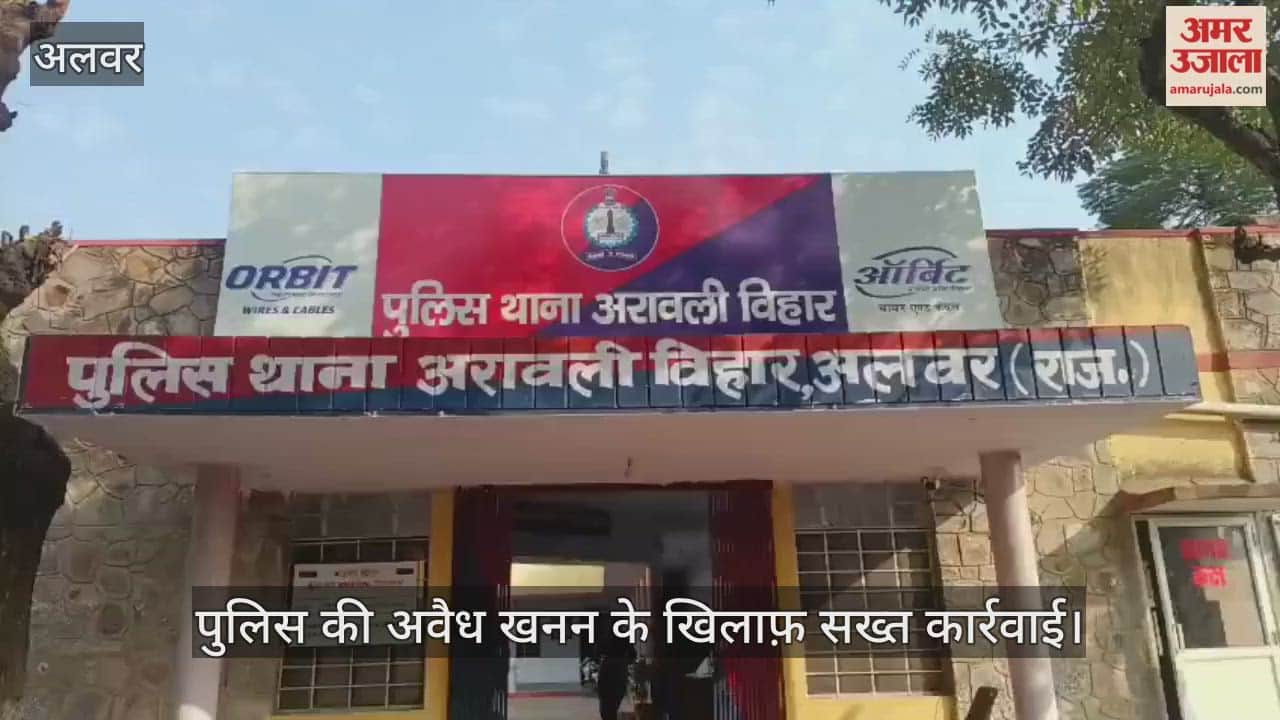 अलवर
अमर
उजाला
amarujala.com
ORBIT
WIRES & CABLES
पुलिस थाना अरावली विहार
ऑर्बिट
वायर एण्ड केबल
पुलिस थाना अरावली विहार,अलवर (राज.)
पुलिस की अवैध खनन के खिलाफ़ सख्त कार्रवाई।